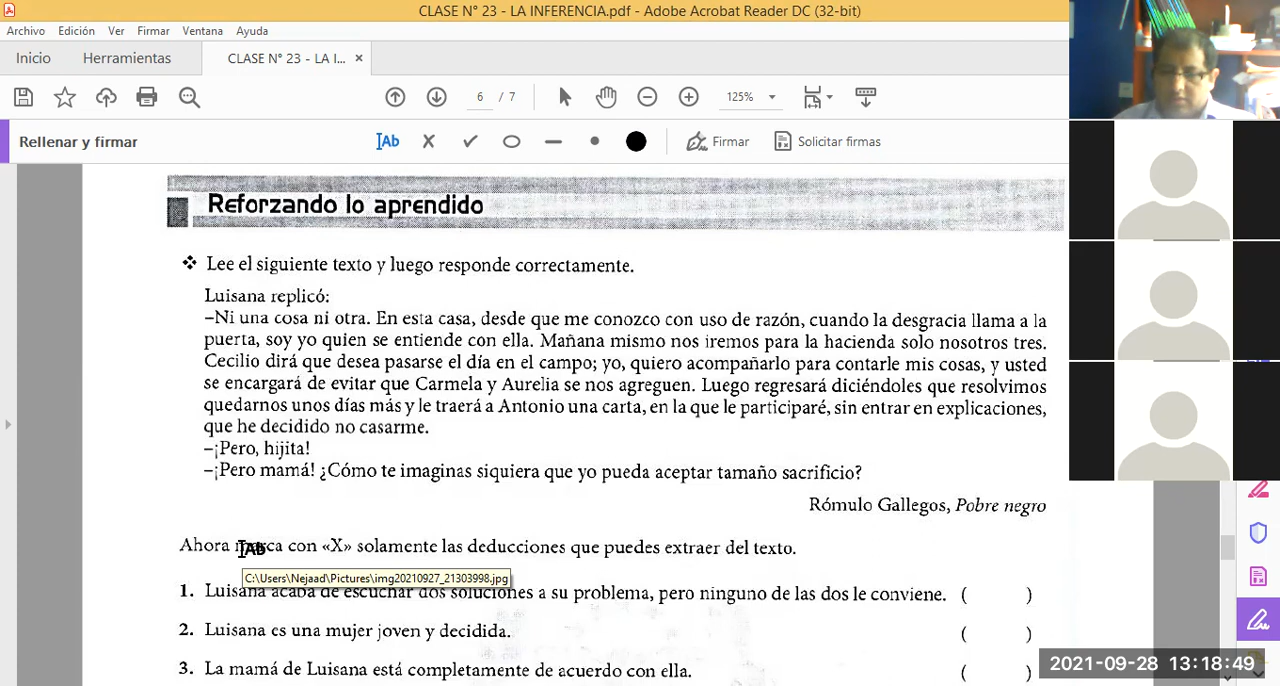 CLASE N° 23 - LA INFERENCIA.pdf - Adobe Acrobat Reader DC (32-bit)
Archivo Edición Ver Firmar Ventana Ayuda
Inicio Herramientas CLASE N° 23 - LA I... ×
6 / 7 125%
Rellenar y firmar Ab Firmar Solicitar firmas
Reforzando lo aprendido
❖ Lee el siguiente texto y luego responde correctamente.
Luisana replicó:
–Ni una cosa ni otra. En esta casa, desde que me conozco con uso de razón, cuando la desgracia llama a la
puerta, soy yo quien se entiende con ella. Mañana mismo nos iremos para la hacienda solo nosotros tres.
Cecilio dirá que desea pasarse el día en el campo; yo, quiero acompañarlo para contarle mis cosas, y usted
se encargará de evitar que Carmela y Aurelia se nos agreguen. Luego regresará diciéndoles que resolvimos
quedarnos unos días más y le traerá a Antonio una carta, en la que le participaré, sin entrar en explicaciones,
que he decidido no casarme.
–¡Pero, hijita!
–¡Pero mamá! ¿Cómo te imaginas siquiera que yo pueda aceptar tamaño sacrificio?
Rómulo Gallegos, Pobre negro
Ahora marca con «X» solamente las deducciones que puedes extraer del texto.
C:\Users\Nejaad\Pictures\img20210927_21303998.jpg
1. Luisana acaba de escuchar dos soluciones a su problema, pero ninguno de las dos le conviene. ( )
2. Luisana es una mujer joven y decidida. ( )
3. La mamá de Luisana está completamente de acuerdo con ella. ( )
2021-09-28 13:18:49